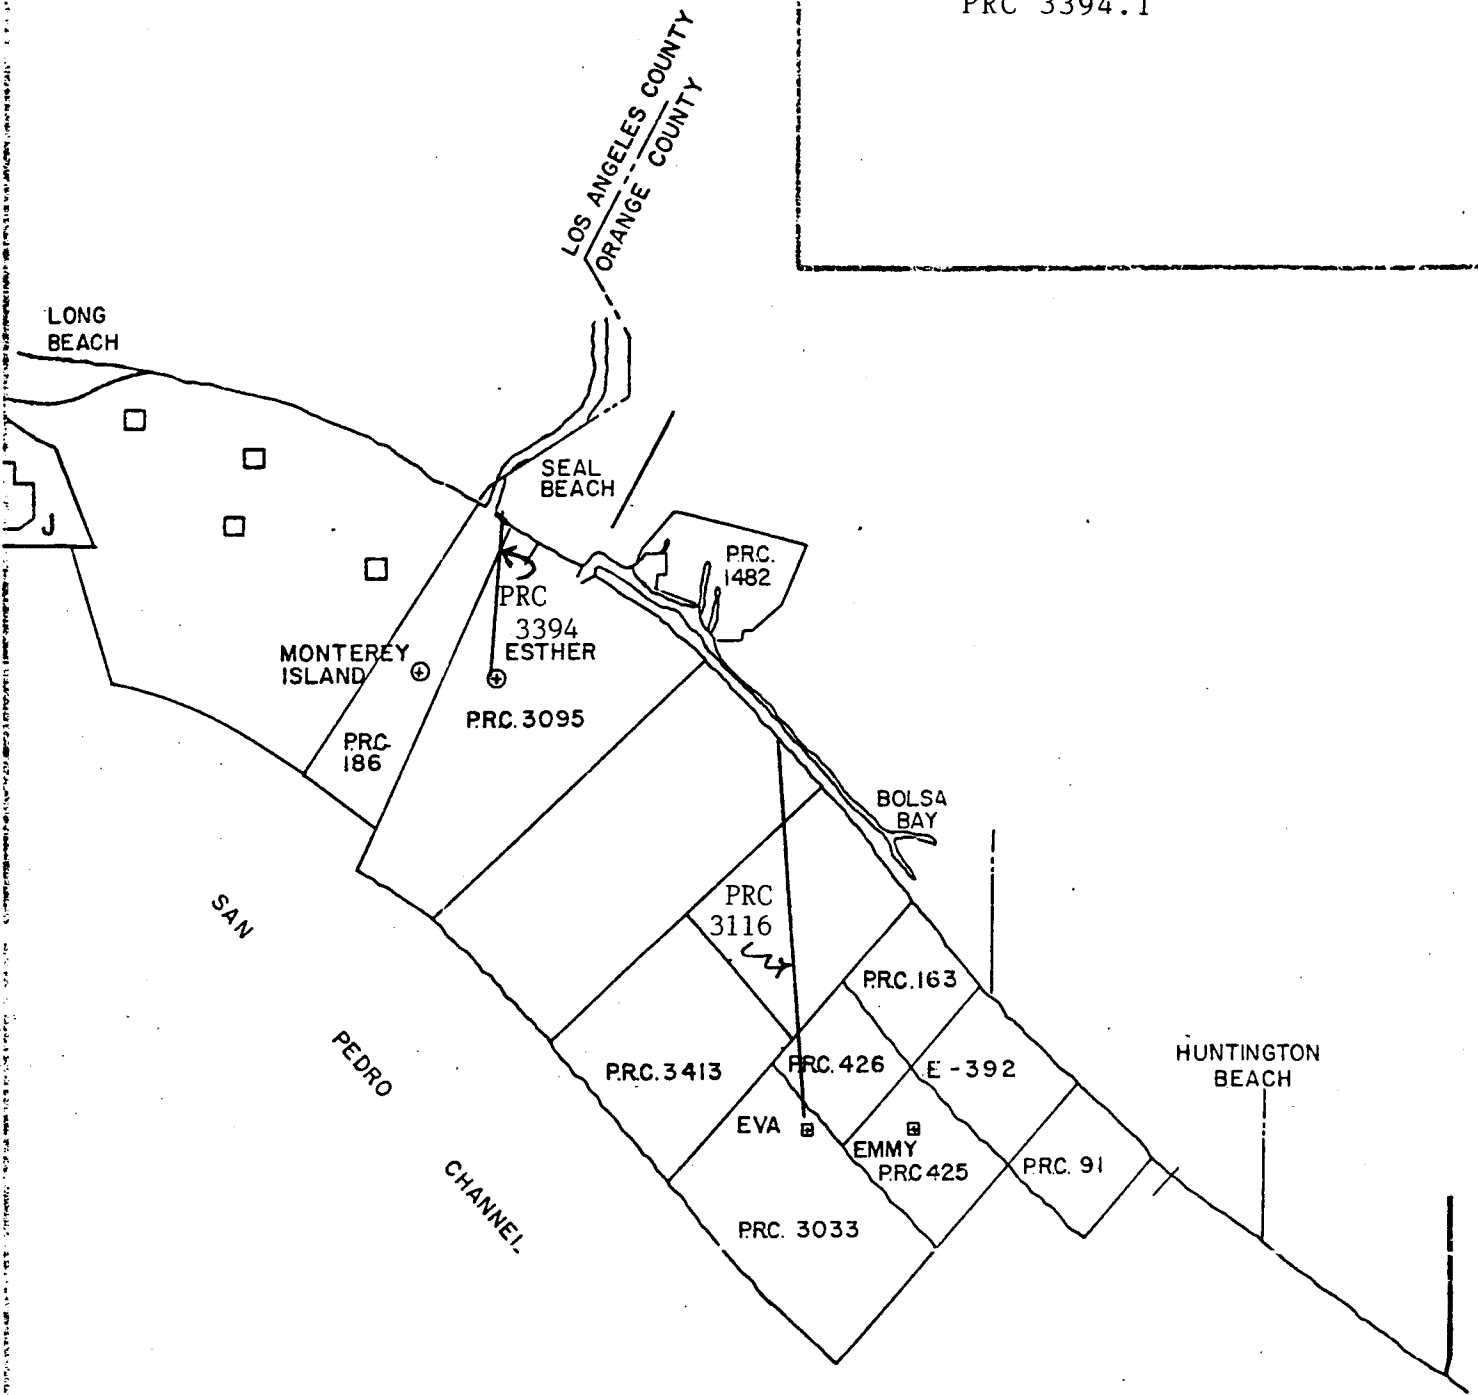 PRC 3394.1
LOS ANGELES COUNTY
ORANGE COUNTY
LONG
BEACH
SEAL
BEACH
J
P.R.C.
1482
PRC
3394
ESTHER
MONTEREY
ISLAND
P.R.C. 3095
P.R.C.
186
BOLSA
BAY
SAN
PEDRO
CHANNEL
PRC
3116
P.R.C. 163
P.R.C. 3413
P.R.C. 426
E-392
HUNTINGTON
BEACH
EVA
EMMY
P.R.C 425
P.R.C. 91
P.R.C. 3033